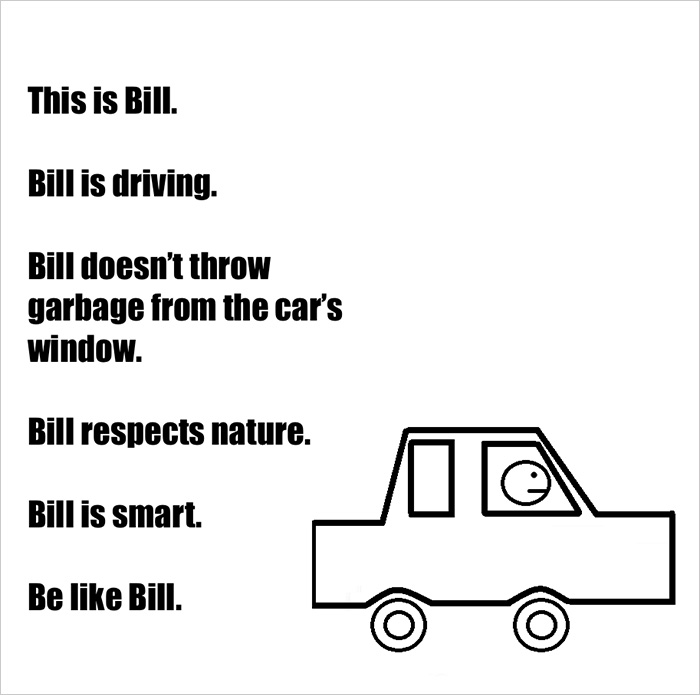 This is Bill.
Bill is driving.
Bill doesn’t throw
garbage from the car’s
window.
Bill respects nature.
Bill is smart.
Be like Bill.